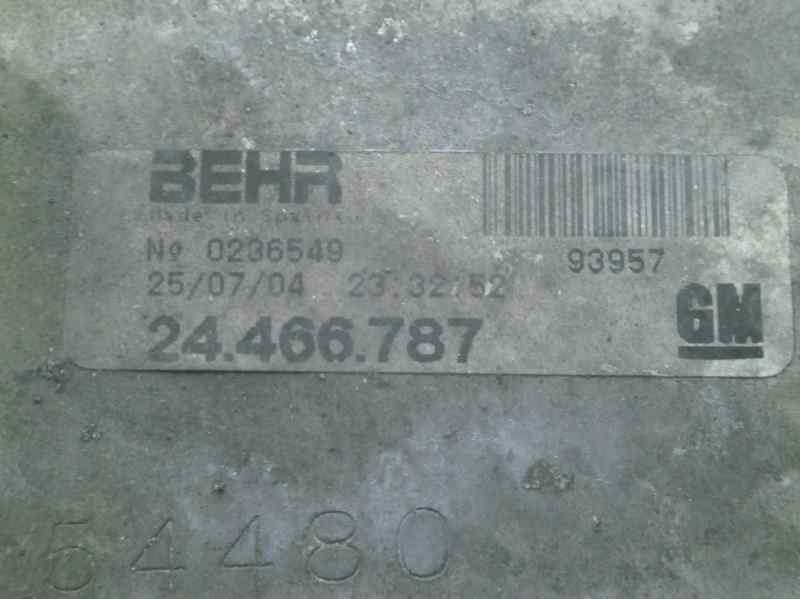 BEHR
Made in Spain
Nº 0236549
93957
25/07/04 23:32:52
24.466.787
GM
54480